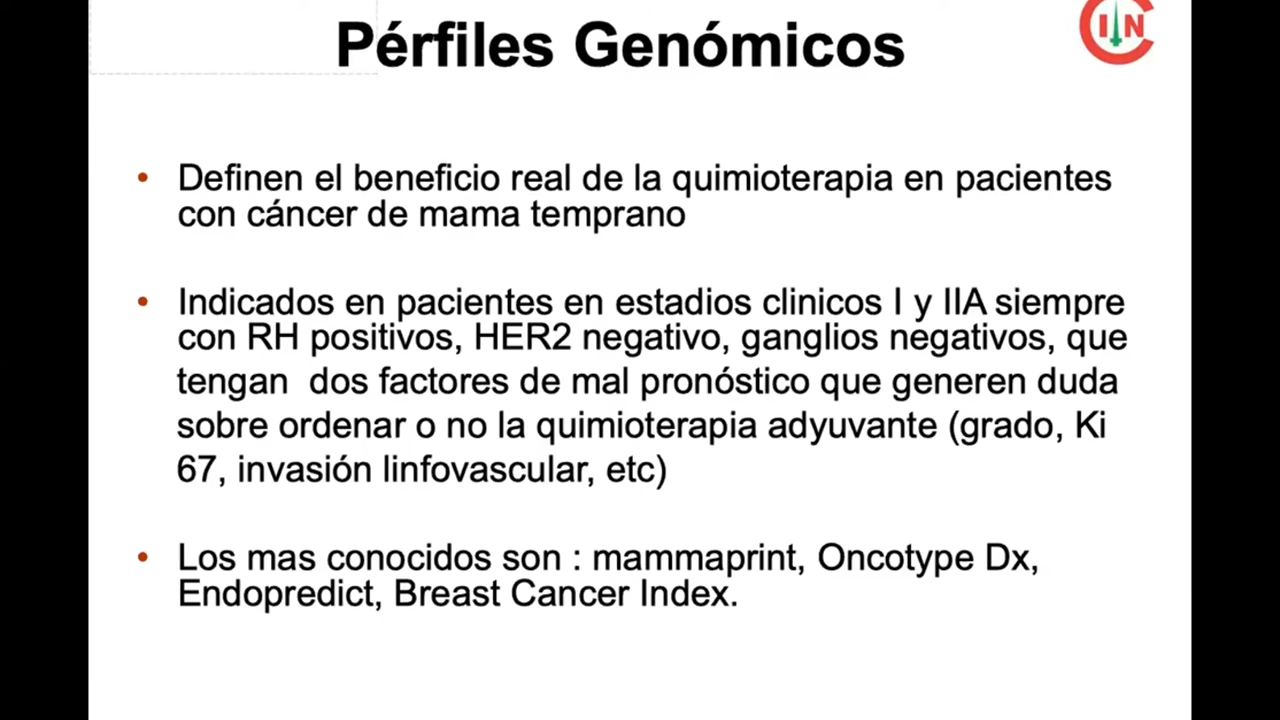 Pérfiles Genómicos
CIN
• Definen el beneficio real de la quimioterapia en pacientes
con cáncer de mama temprano
• Indicados en pacientes en estadios clinicos I y IIA siempre
con RH positivos, HER2 negativo, ganglios negativos, que
tengan  dos factores de mal pronóstico que generen duda
sobre ordenar o no la quimioterapia adyuvante (grado, Ki
67, invasión linfovascular, etc)
• Los mas conocidos son : mammaprint, Oncotype Dx,
Endopredict, Breast Cancer Index.